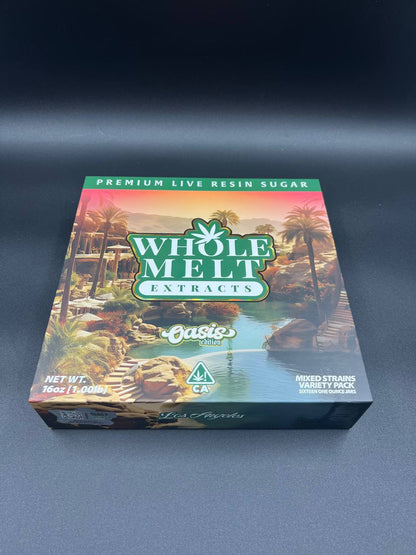 PREMIUM LIVE RESIN SUGAR
WHOLE
MELT
EXTRACTS
Oasis
edition
NET WT.
16oz (1.00lb)
CA
MIXED STRAINS
VARIETY PACK
SIXTEEN ONE OUNCE JARS
Los Angeles